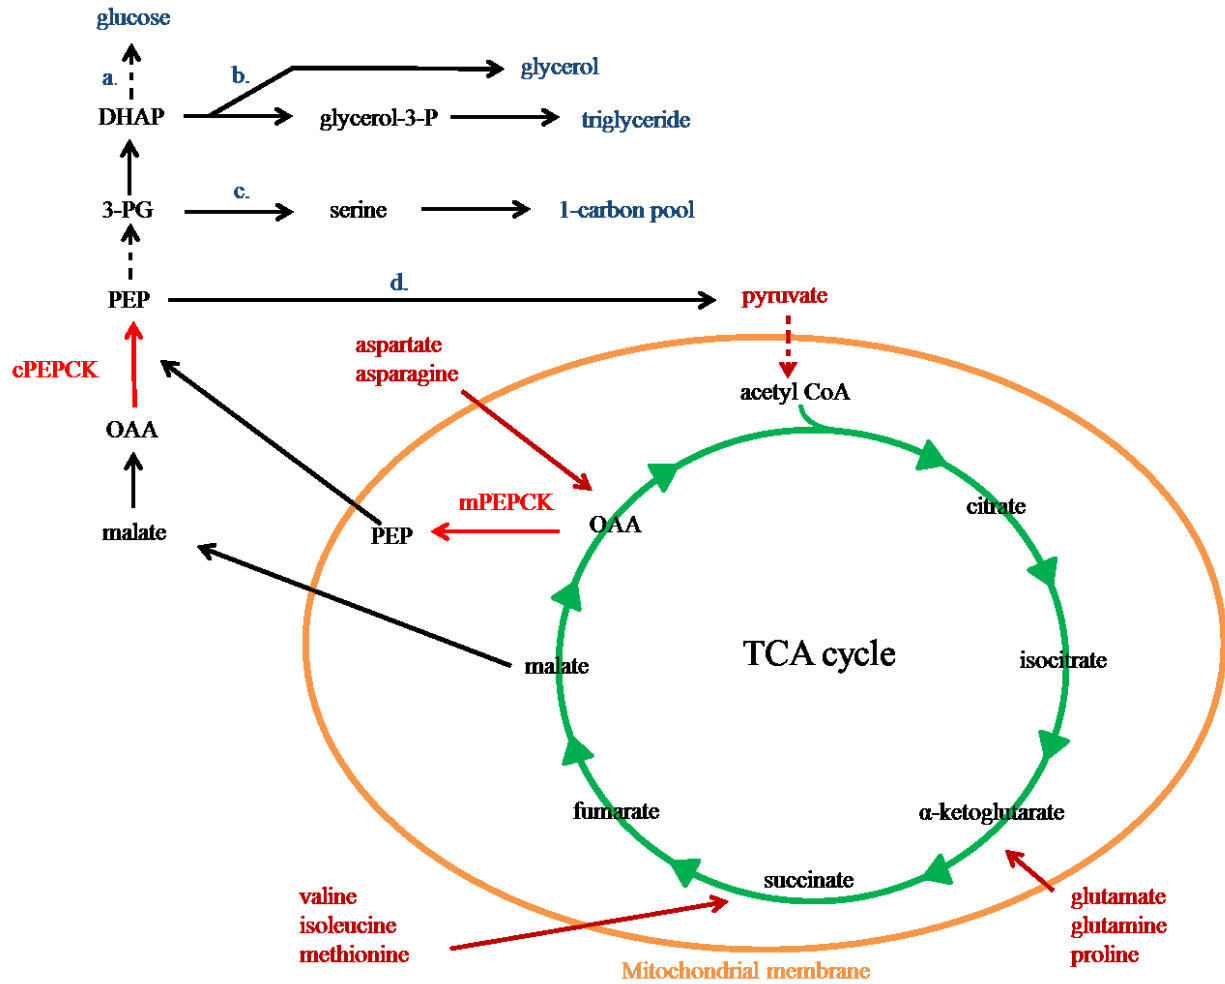 glucose
a.
b.
glycerol
DHAP
glycerol-3-P
triglyceride
3-PG
c.
serine
1-carbon pool
PEP
d.
pyruvate
cPEPCK
aspartate
asparagine
acetyl CoA
OAA
mPEPCK
OAA
citrate
malate
PEP
TCA cycle
malate
isocitrate
fumarate
α-ketoglutarate
succinate
valine
isoleucine
methionine
glutamate
glutamine
proline
Mitochondrial membrane